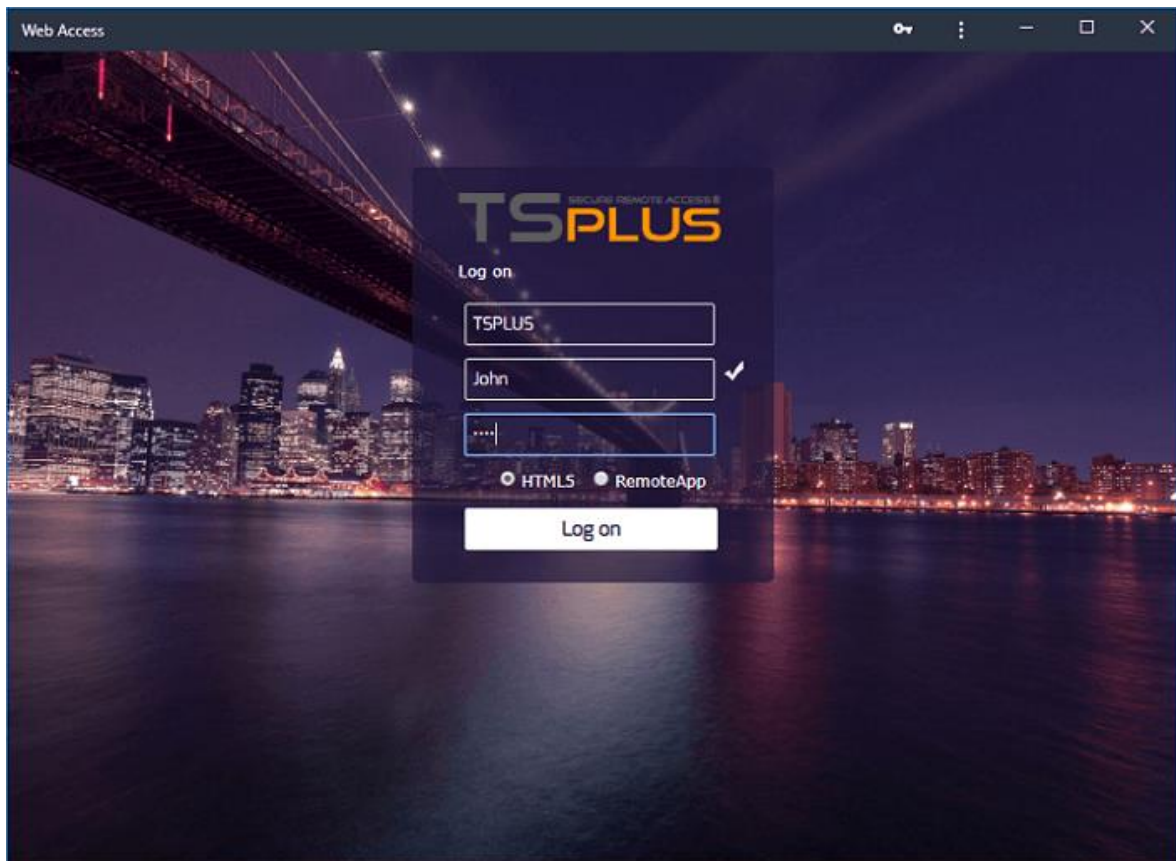 Web Access
SECURE REMOTE ACCESS®
TSPLUS
Log on
TSPLUS
John
••••
HTML5 RemoteApp
Log on